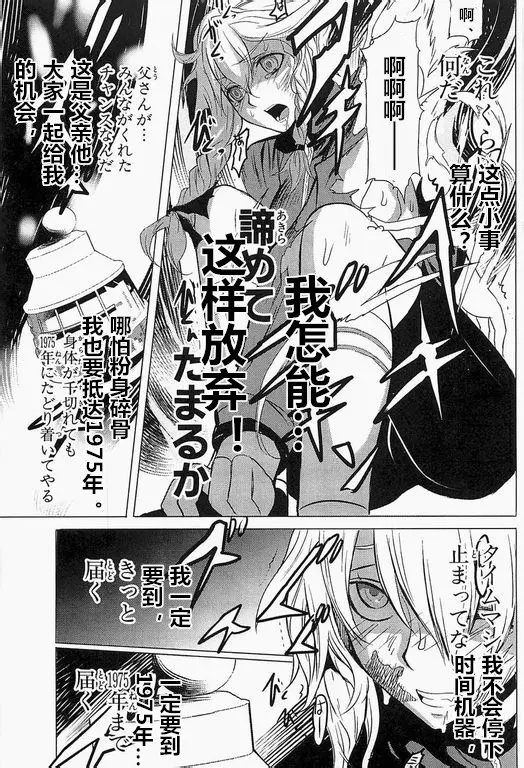 啊，
啊啊啊——
これくら
何だ
这点小事
算什么？
父さんが…
みんながくれた
チャンスなんだ
这是父亲他…
大家一起给我
的机会，
我怎能…
这样放弃！
諦めて
たまるか
哪怕粉身碎骨
我也要抵达1975年。
身体が千切れても
1975年にたどり着いてやる
タイムマシ
止まってな
我不会停下
时间机器，
きっと
届く
我一定
要到，
1975年まで
届く
一定要到
1975年…